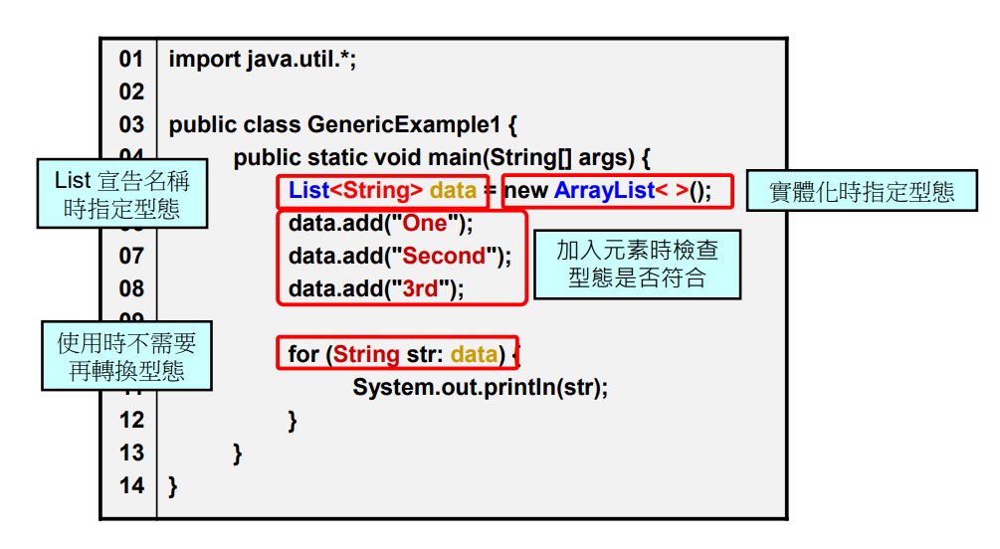 01 import java.util.*;
02
03 public class GenericExample1 {
04 public static void main(String[] args) {
List 宣告名稱
時指定型態
List<String> data = new ArrayList< >();
實體化時指定型態
data.add("One");
07 data.add("Second");
08 data.add("3rd");
加入元素時檢查
型態是否符合
09
使用時不需要
再轉換型態
for (String str: data) {
11 System.out.println(str);
12 }
13 }
14 }